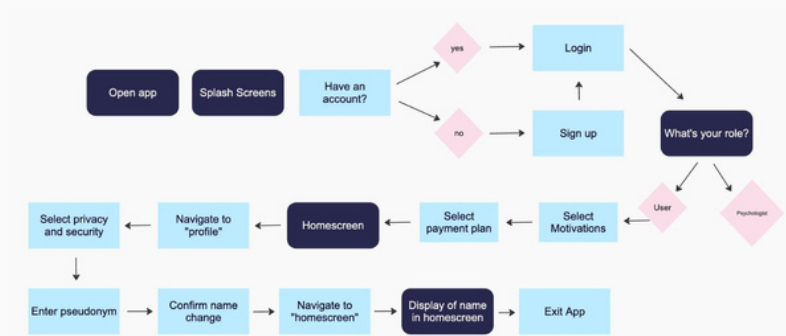 Open app
Splash Screens
Have an
account?
yes
no
Login
Sign up
What's your role?
User
Psychologist
Select
Motivations
Select
payment plan
Homescreen
Navigate to
"profile"
Select privacy
and security
Enter pseudonym
Confirm name
change
Navigate to
"homescreen"
Display of name
in homescreen
Exit App